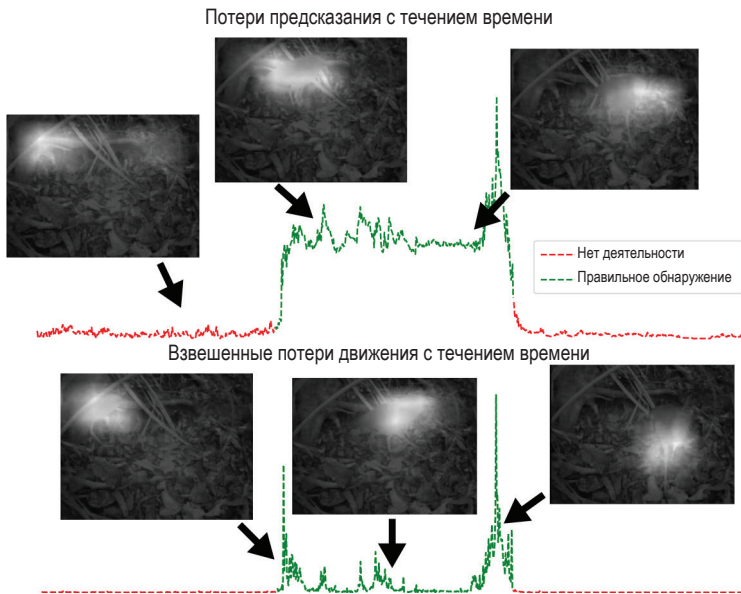 Потери предсказания с течением времени
Нет деятельности
Правильное обнаружение
Взвешенные потери движения с течением времени